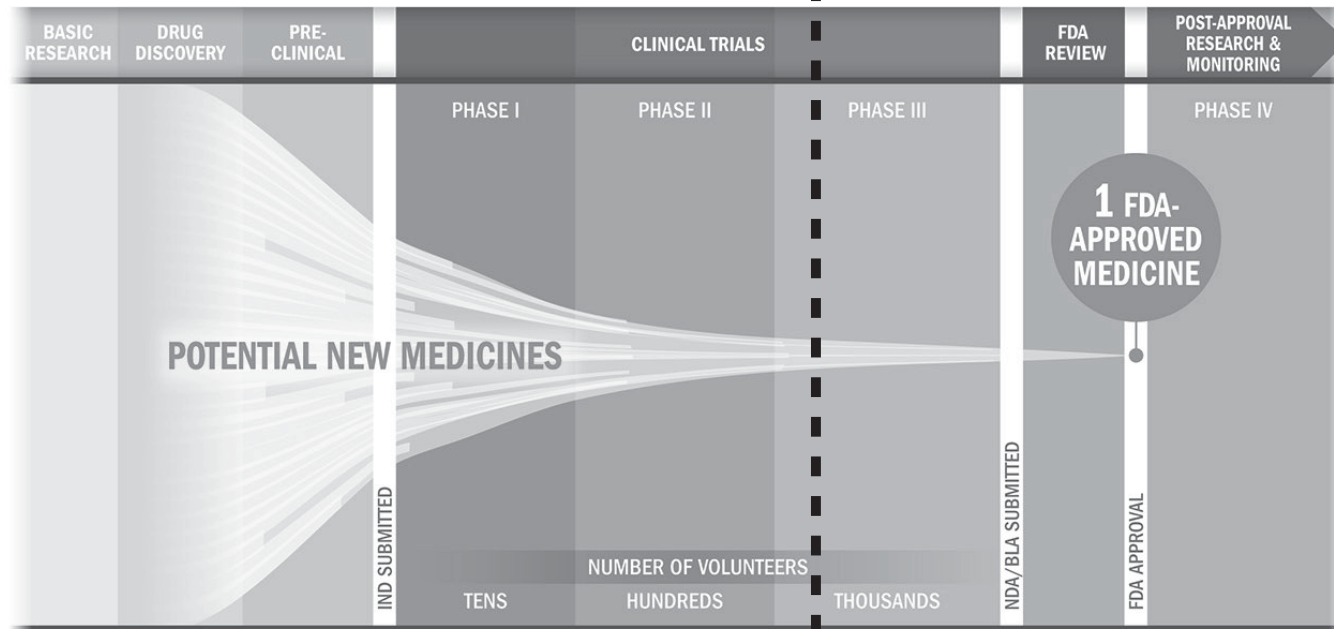 BASIC
RESEARCH
DRUG
DISCOVERY
PRE-
CLINICAL
CLINICAL TRIALS
FDA
REVIEW
POST-APPROVAL
RESEARCH &
MONITORING
PHASE I
PHASE II
PHASE III
PHASE IV
1 FDA-
APPROVED
MEDICINE
POTENTIAL NEW MEDICINES
IND SUBMITTED
NDA/BLA SUBMITTED
FDA APPROVAL
NUMBER OF VOLUNTEERS
TENS
HUNDREDS
THOUSANDS